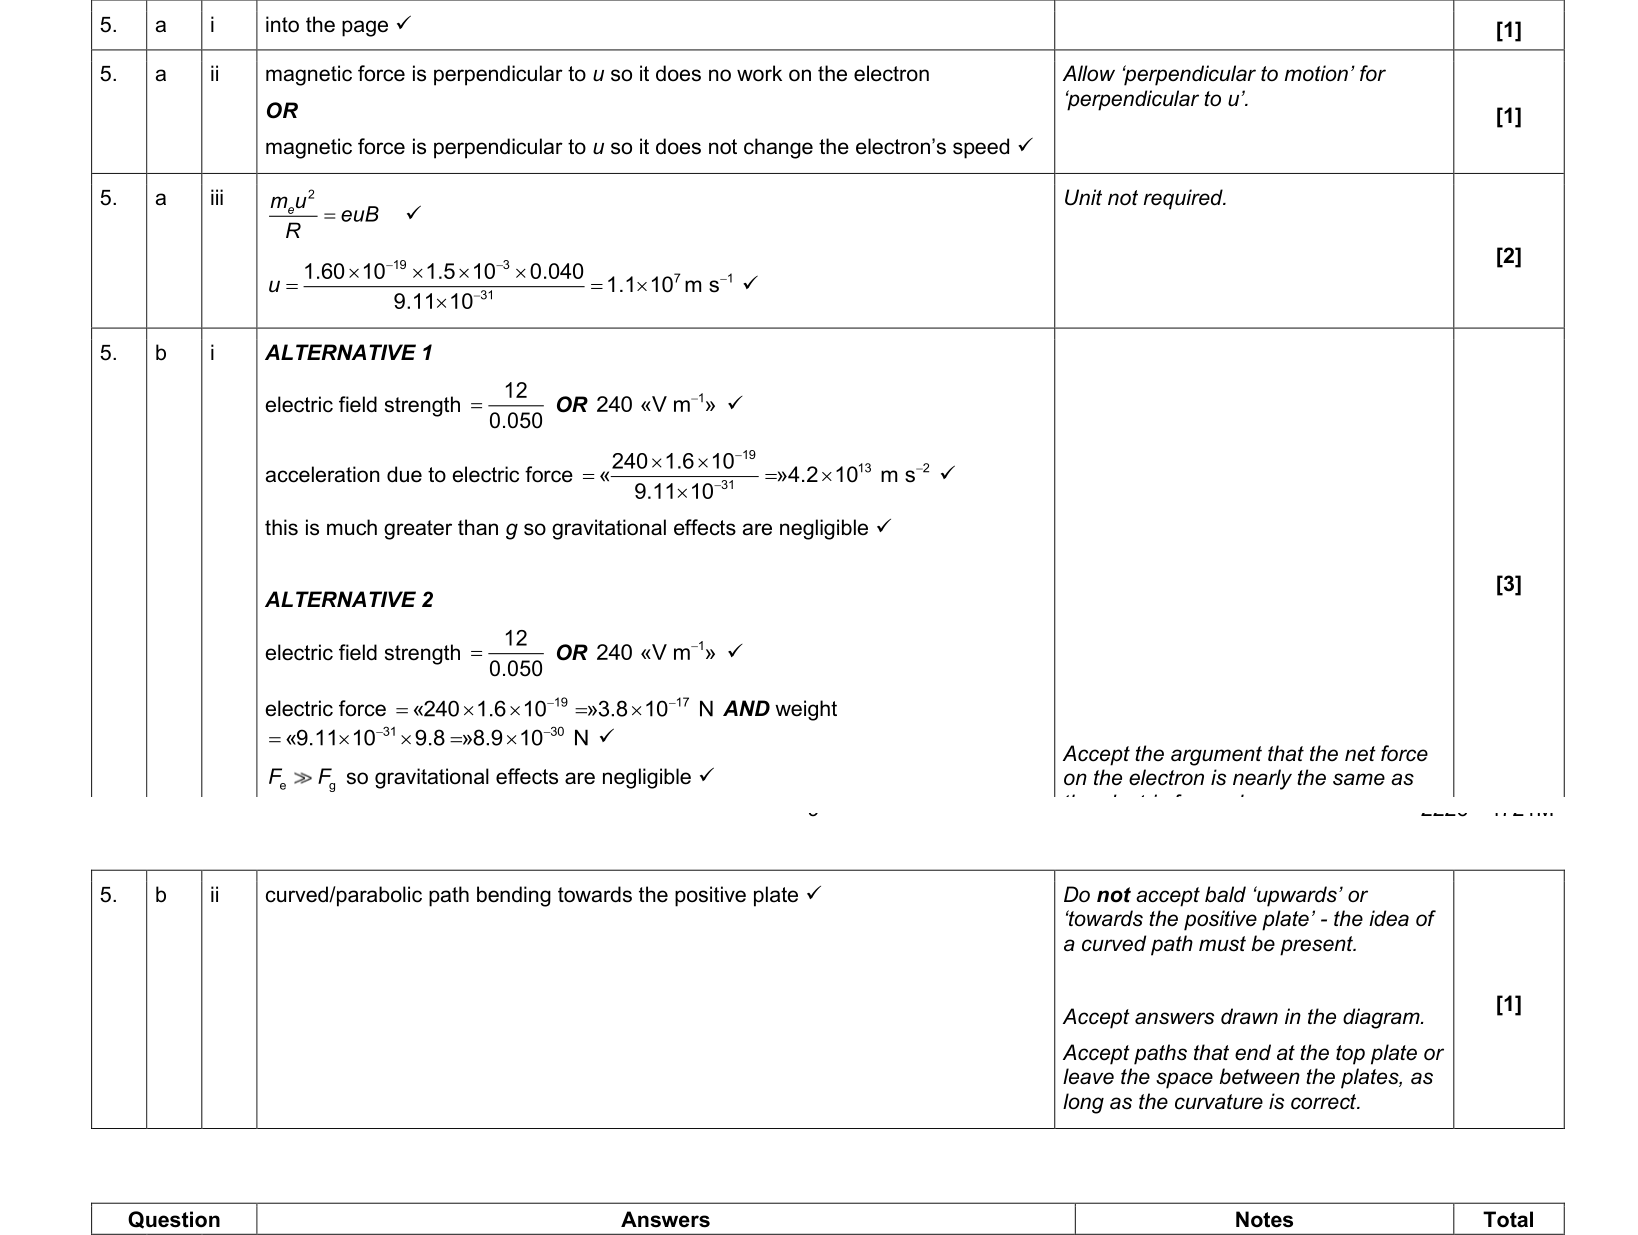 5. a i into the page ✓ [1]
5. a ii magnetic force is perpendicular to u so it does no work on the electron
OR
magnetic force is perpendicular to u so it does not change the electron’s speed ✓
Allow ‘perpendicular to motion’ for
‘perpendicular to u’.
[1]
5. a iii
mₑu²/R = euB ✓
u = 1.60×10⁻¹⁹×1.5×10⁻³×0.040 / 9.11×10⁻³¹ = 1.1×10⁷ m s⁻¹ ✓
Unit not required.
[2]
5. b i ALTERNATIVE 1
electric field strength = 12/0.050 OR 240 «V m⁻¹» ✓
acceleration due to electric force = «240×1.6×10⁻¹⁹ / 9.11×10⁻³¹ =»4.2×10¹³ m s⁻² ✓
this is much greater than g so gravitational effects are negligible ✓
ALTERNATIVE 2
electric field strength = 12/0.050 OR 240 «V m⁻¹» ✓
electric force = «240×1.6×10⁻¹⁹ =»3.8×10⁻¹⁷ N AND weight
= «9.11×10⁻³¹×9.8=»8.9×10⁻³⁰ N ✓
Fₑ ≫ F_g so gravitational effects are negligible ✓
Accept the argument that the net force
on the electron is nearly the same as
[3]
5. b ii curved/parabolic path bending towards the positive plate ✓
Do not accept bald ‘upwards’ or
‘towards the positive plate’ - the idea of
a curved path must be present.
Accept answers drawn in the diagram.
Accept paths that end at the top plate or
leave the space between the plates, as
long as the curvature is correct.
[1]
Question Answers Notes Total